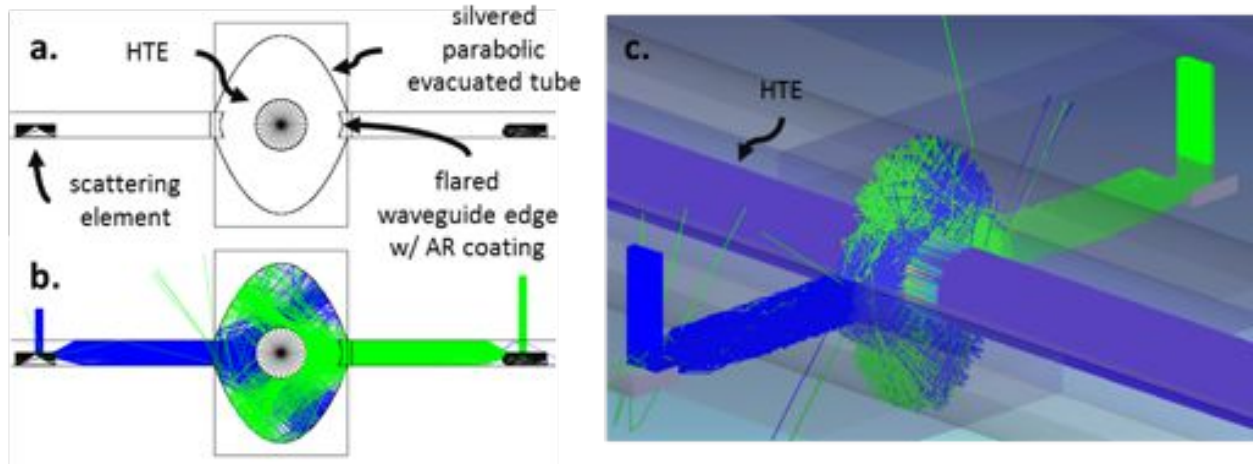 a.
HTE
silvered
parabolic
evacuated tube
scattering
element
flared
waveguide edge
w/ AR coating
b.
c.
HTE